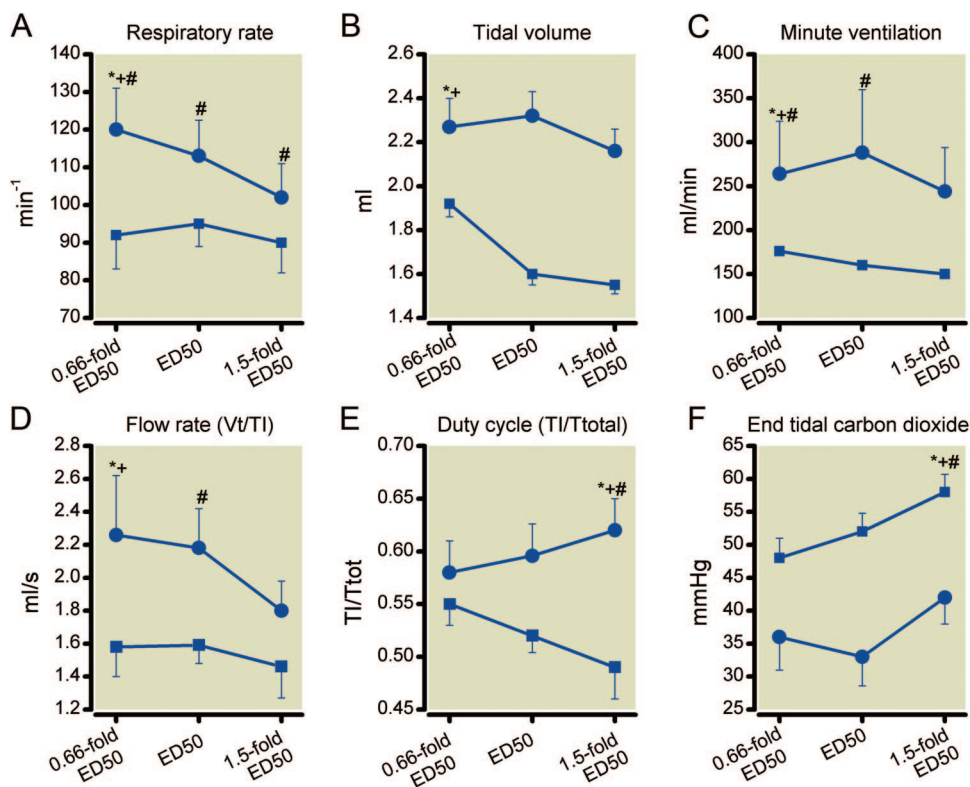 A Respiratory rate
140
130
120
110
100
90
80
70
min⁻¹
*+#
#
#
0.66-fold ED50
ED50
1.5-fold ED50
B Tidal volume
2.6
2.4
2.2
2.0
1.8
1.6
1.4
ml
*+
0.66-fold ED50
ED50
1.5-fold ED50
C Minute ventilation
400
350
300
250
200
150
100
ml/min
*+#
#
0.66-fold ED50
ED50
1.5-fold ED50
D Flow rate (Vt/TI)
2.8
2.6
2.4
2.2
2.0
1.8
1.6
1.4
1.2
ml/s
*+
#
0.66-fold ED50
ED50
1.5-fold ED50
E Duty cycle (TI/Ttotal)
0.70
0.65
0.60
0.55
0.50
0.45
TI/Ttot
*+#
0.66-fold ED50
ED50
1.5-fold ED50
F End tidal carbon dioxide
65
60
55
50
45
40
35
30
25
mmHg
*+#
0.66-fold ED50
ED50
1.5-fold ED50